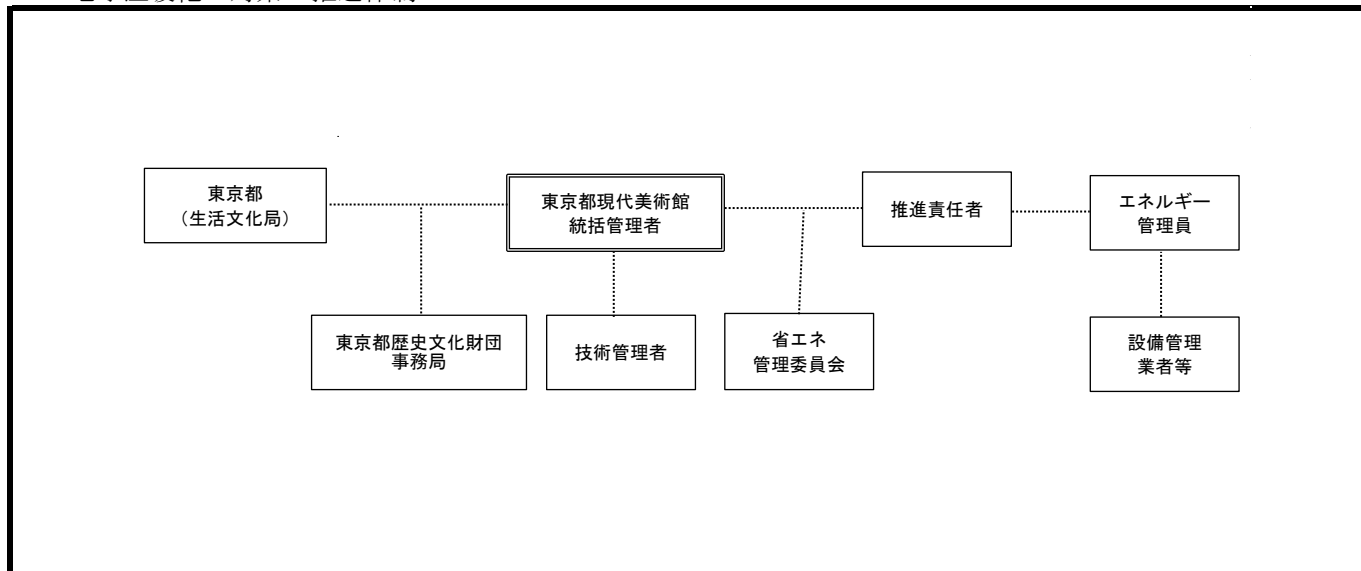 東京都
（生活文化局）
東京都現代美術館
統括管理者
推進責任者
エネルギー
管理員
東京都歴史文化財団
事務局
技術管理者
省エネ
管理委員会
設備管理
業者等